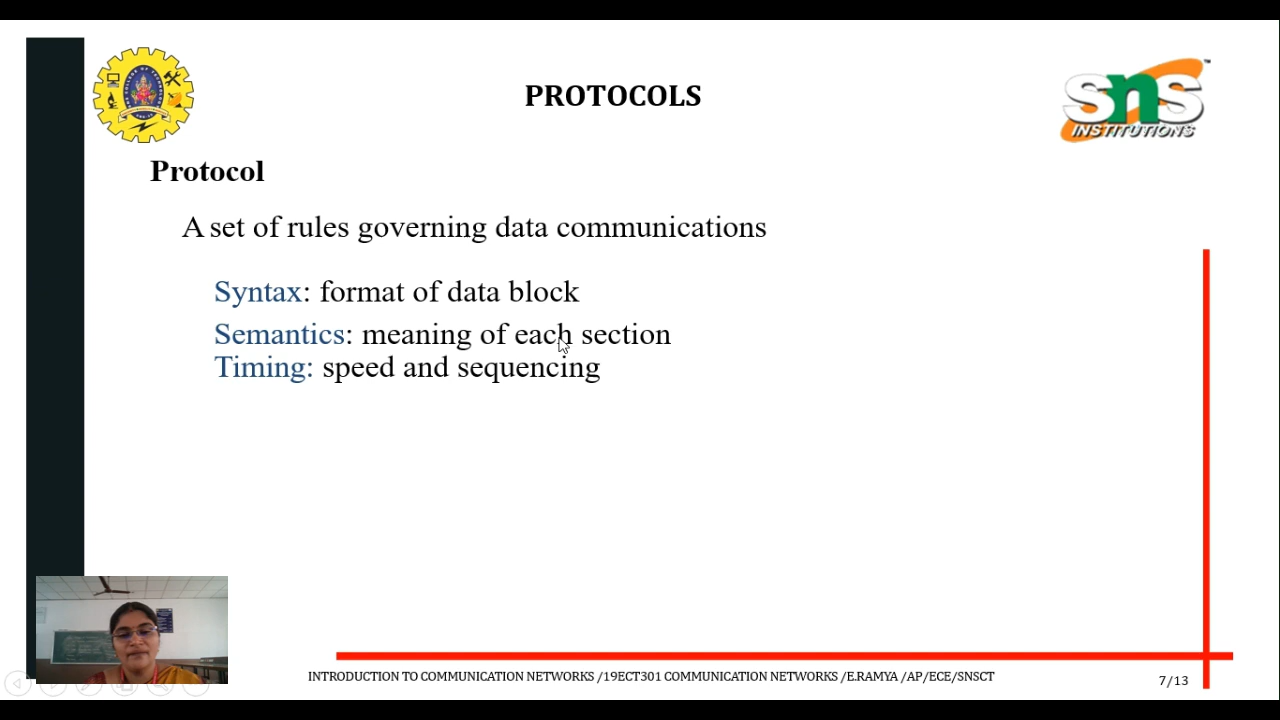 PROTOCOLS
SNS
INSTITUTIONS
Protocol
A set of rules governing data communications
Syntax: format of data block
Semantics: meaning of each section
Timing: speed and sequencing
INTRODUCTION TO COMMUNICATION NETWORKS /19ECT301 COMMUNICATION NETWORKS /E.RAMYA /AP/ECE/SNSCT
7/13